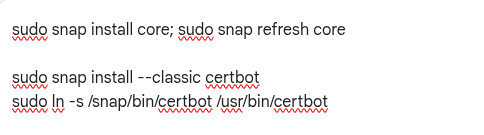 sudo snap install core; sudo snap refresh core
sudo snap install --classic certbot
sudo ln -s /snap/bin/certbot /usr/bin/certbot